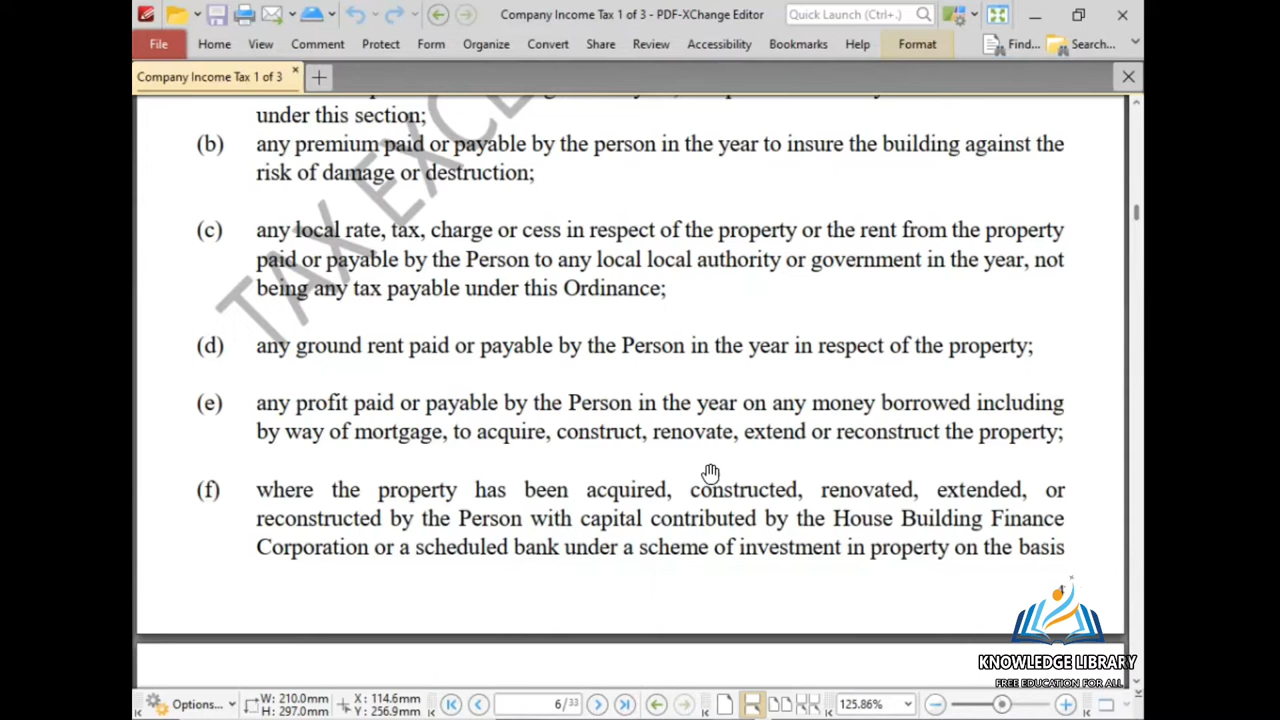 Company Income Tax 1 of 3 - PDF-XChange Editor
Quick Launch (Ctrl+.)
File Home View Comment Protect Form Organize Convert Share Review Accessibility Bookmarks Help Format Find... Search...
Company Income Tax 1 of 3
under this section;
(b) any premium paid or payable by the person in the year to insure the building against the
risk of damage or destruction;
(c) any local rate, tax, charge or cess in respect of the property or the rent from the property
paid or payable by the Person to any local local authority or government in the year, not
being any tax payable under this Ordinance;
(d) any ground rent paid or payable by the Person in the year in respect of the property;
(e) any profit paid or payable by the Person in the year on any money borrowed including
by way of mortgage, to acquire, construct, renovate, extend or reconstruct the property;
(f) where the property has been acquired, constructed, renovated, extended, or
reconstructed by the Person with capital contributed by the House Building Finance
Corporation or a scheduled bank under a scheme of investment in property on the basis
TAX EXCE
KNOWLEDGE LIBRARY
FREE EDUCATION FOR ALL
Options... W: 210.0mm X: 114.6mm 6/33 125.86%
H: 297.0mm Y: 256.9mm